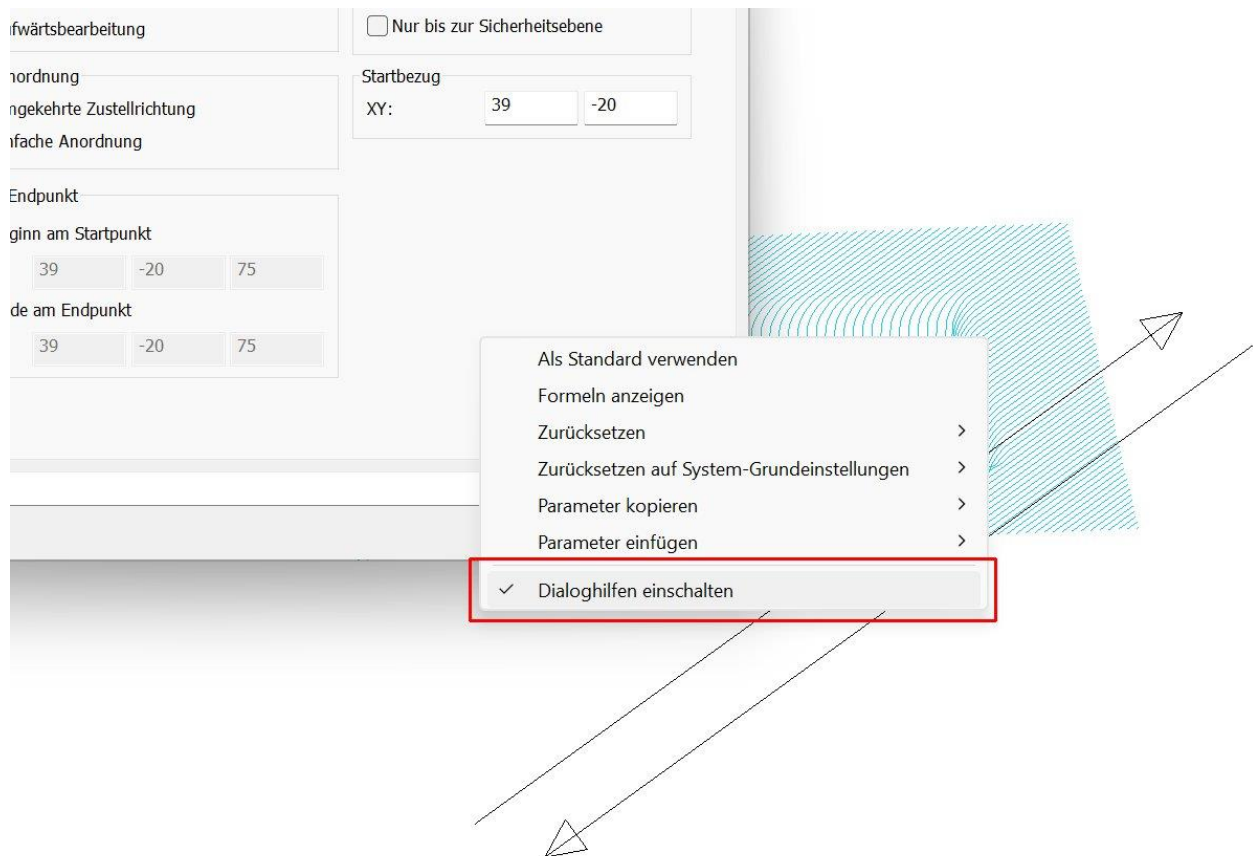 fwärtsbearbeitung
Nur bis zur Sicherheitsebene
nordnung
Startbezug
ngekehrte Zustellrichtung
XY:
39
-20
nfache Anordnung
Endpunkt
ginn am Startpunkt
39
-20
75
de am Endpunkt
39
-20
75
Als Standard verwenden
Formeln anzeigen
Zurücksetzen
Zurücksetzen auf System-Grundeinstellungen
Parameter kopieren
Parameter einfügen
Dialoghilfen einschalten